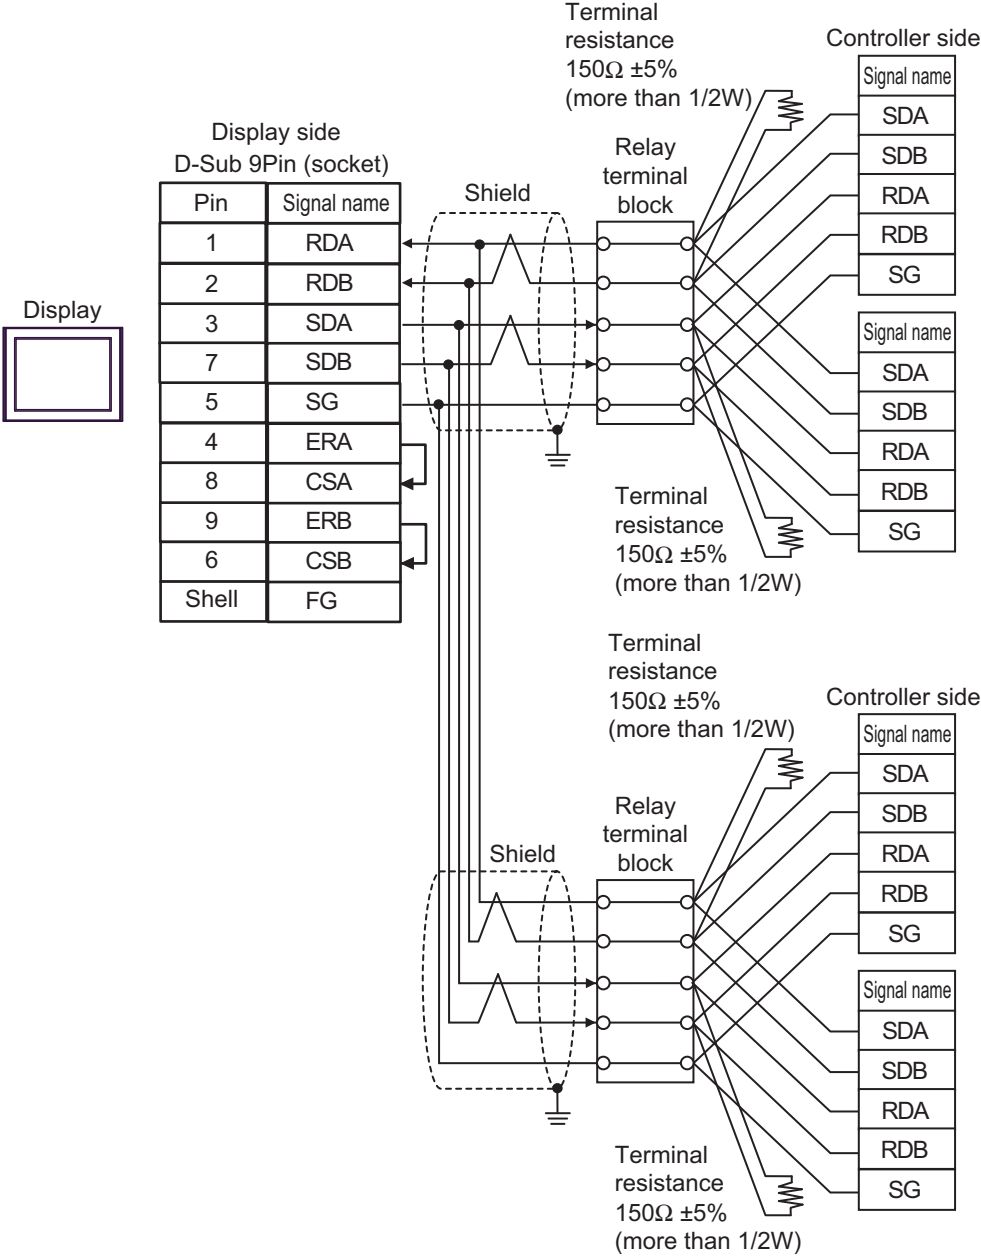 Terminal
resistance
150Ω ±5%
(more than 1/2W)
Controller side
Signal name
SDA
SDB
RDA
RDB
SG
Display side
D-Sub 9Pin (socket)
Pin Signal name
1 RDA
2 RDB
3 SDA
7 SDB
5 SG
4 ERA
8 CSA
9 ERB
6 CSB
Shell FG
Display
Shield
Relay
terminal
block
Signal name
SDA
SDB
RDA
RDB
SG
Terminal
resistance
150Ω ±5%
(more than 1/2W)
Terminal
resistance
150Ω ±5%
(more than 1/2W)
Controller side
Signal name
SDA
SDB
RDA
RDB
SG
Relay
terminal
block
Shield
Signal name
SDA
SDB
RDA
RDB
SG
Terminal
resistance
150Ω ±5%
(more than 1/2W)